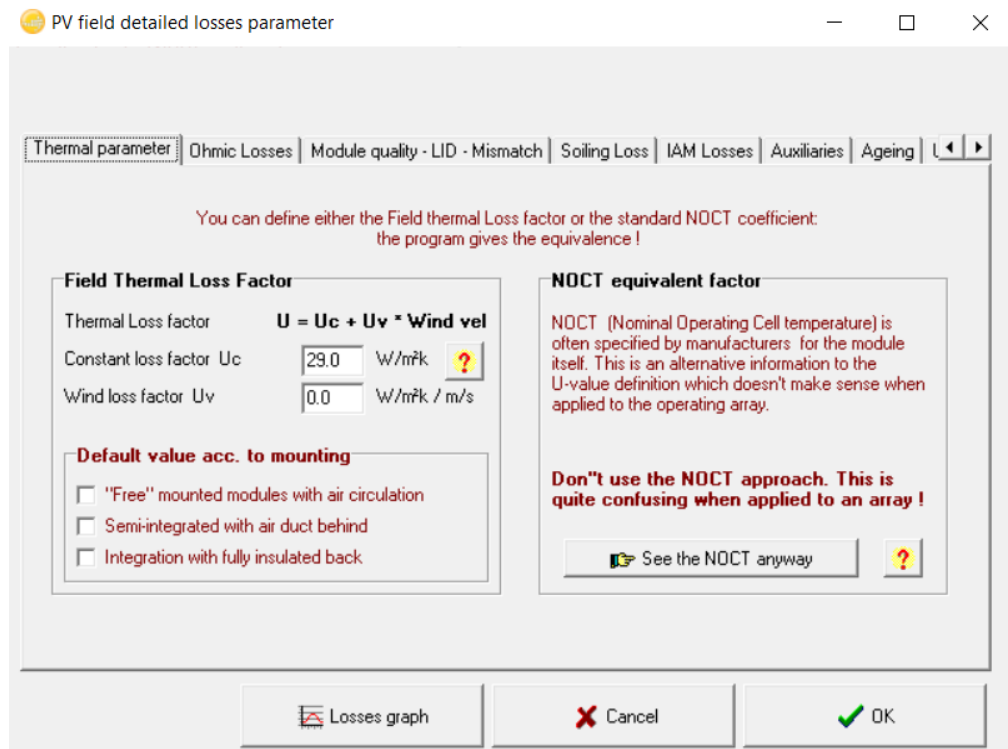 PV field detailed losses parameter
Thermal parameter Ohmic Losses Module quality - LID - Mismatch Soiling Loss IAM Losses Auxiliaries Ageing
You can define either the Field thermal Loss factor or the standard NOCT coefficient:
the program gives the equivalence !
Field Thermal Loss Factor
Thermal Loss factor U = Uc + Uv * Wind vel
Constant loss factor Uc 29.0 W/m²k ?
Wind loss factor Uv 0.0 W/m²k / m/s
Default value acc. to mounting
"Free" mounted modules with air circulation
Semi-integrated with air duct behind
Integration with fully insulated back
NOCT equivalent factor
NOCT (Nominal Operating Cell temperature) is
often specified by manufacturers for the module
itself. This is an alternative information to the
U-value definition which doesn't make sense when
applied to the operating array.
Don"t use the NOCT approach. This is
quite confusing when applied to an array !
See the NOCT anyway ?
Losses graph Cancel OK